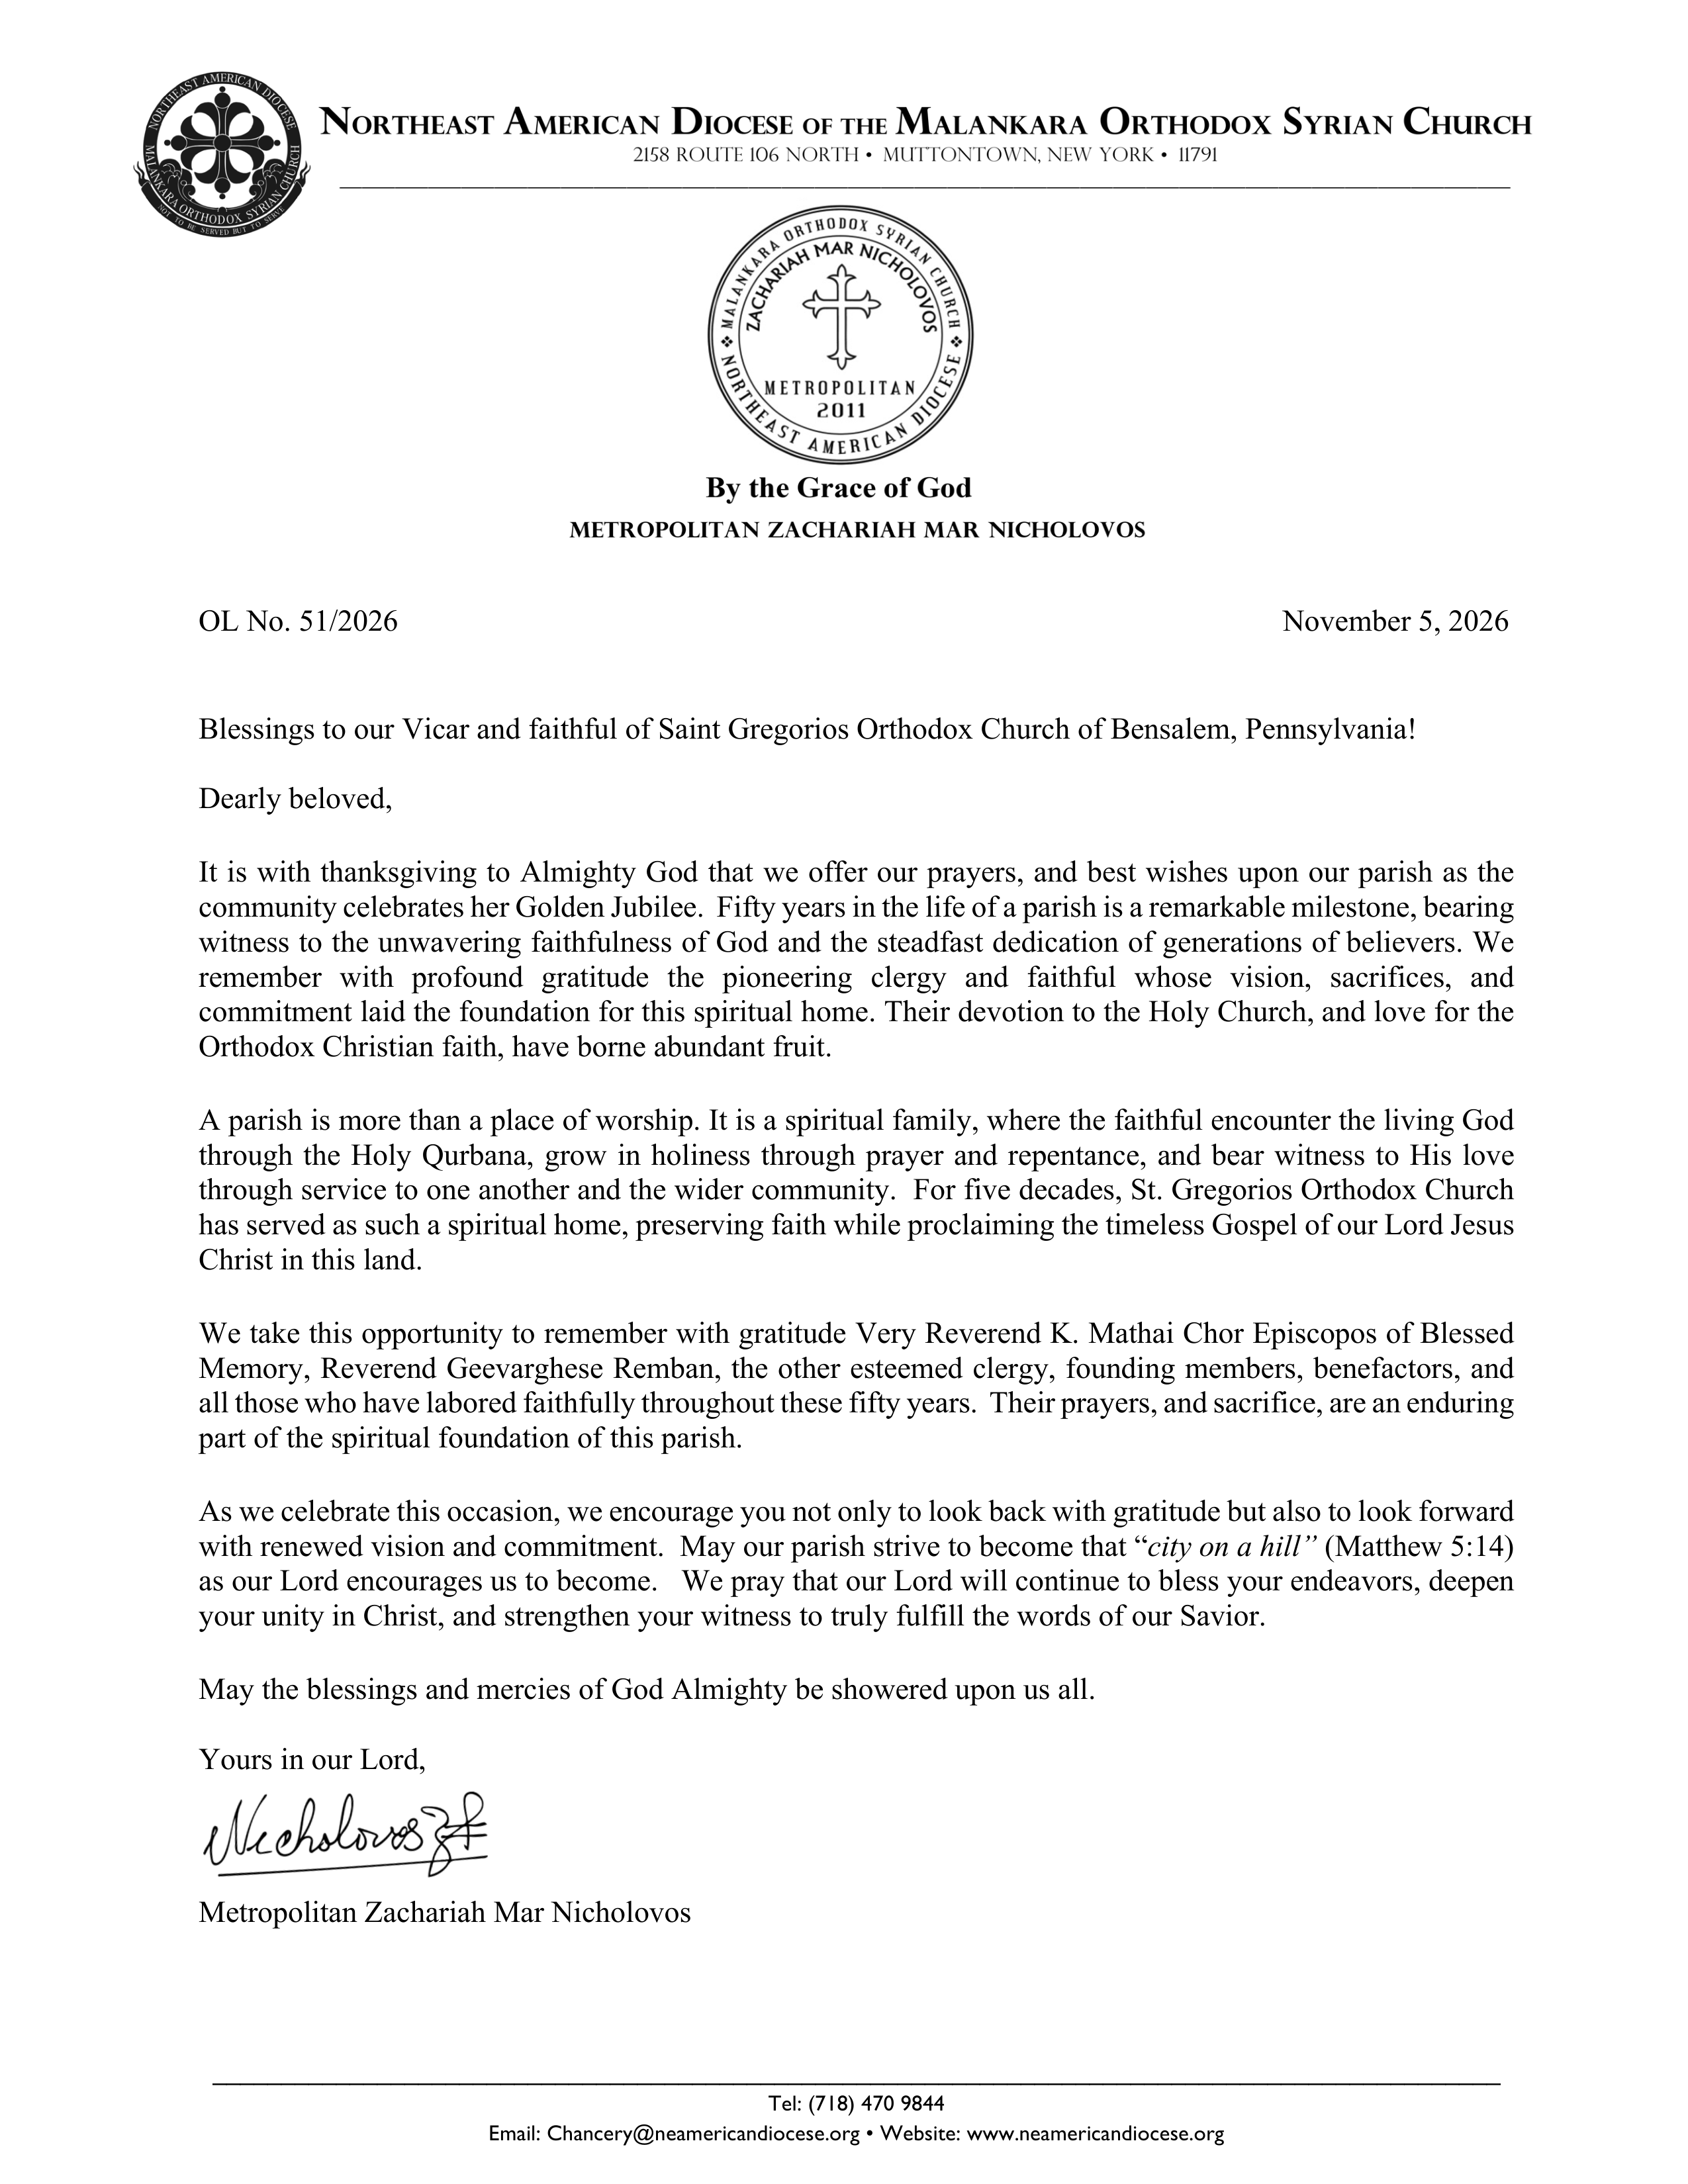 NORTHEAST AMERICAN DIOCESE
MALANKARA ORTHODOX SYRIAN CHURCH
NOT TO BE SERVED BUT TO SERVE
NORTHEAST AMERICAN DIOCESE OF THE MALANKARA ORTHODOX SYRIAN CHURCH
2158 ROUTE 106 NORTH • MUTTONTOWN, NEW YORK • 11791
MALANKARA ORTHODOX SYRIAN CHURCH
ZACHARIAH MAR NICHOLOVOS
METROPOLITAN
2011
NORTHEAST AMERICAN DIOCESE
By the Grace of God
METROPOLITAN ZACHARIAH MAR NICHOLOVOS
OL No. 51/2026 November 5, 2026
Blessings to our Vicar and faithful of Saint Gregorios Orthodox Church of Bensalem, Pennsylvania!
Dearly beloved,
It is with thanksgiving to Almighty God that we offer our prayers, and best wishes upon our parish as the
community celebrates her Golden Jubilee. Fifty years in the life of a parish is a remarkable milestone, bearing
witness to the unwavering faithfulness of God and the steadfast dedication of generations of believers. We
remember with profound gratitude the pioneering clergy and faithful whose vision, sacrifices, and
commitment laid the foundation for this spiritual home. Their devotion to the Holy Church, and love for the
Orthodox Christian faith, have borne abundant fruit.
A parish is more than a place of worship. It is a spiritual family, where the faithful encounter the living God
through the Holy Qurbana, grow in holiness through prayer and repentance, and bear witness to His love
through service to one another and the wider community. For five decades, St. Gregorios Orthodox Church
has served as such a spiritual home, preserving faith while proclaiming the timeless Gospel of our Lord Jesus
Christ in this land.
We take this opportunity to remember with gratitude Very Reverend K. Mathai Chor Episcopos of Blessed
Memory, Reverend Geevarghese Remban, the other esteemed clergy, founding members, benefactors, and
all those who have labored faithfully throughout these fifty years. Their prayers, and sacrifice, are an enduring
part of the spiritual foundation of this parish.
As we celebrate this occasion, we encourage you not only to look back with gratitude but also to look forward
with renewed vision and commitment. May our parish strive to become that “city on a hill” (Matthew 5:14)
as our Lord encourages us to become. We pray that our Lord will continue to bless your endeavors, deepen
your unity in Christ, and strengthen your witness to truly fulfill the words of our Savior.
May the blessings and mercies of God Almighty be showered upon us all.
Yours in our Lord,
Nicholovos
Metropolitan Zachariah Mar Nicholovos
Tel: (718) 470 9844
Email: Chancery@neamericandiocese.org • Website: www.neamericandiocese.org